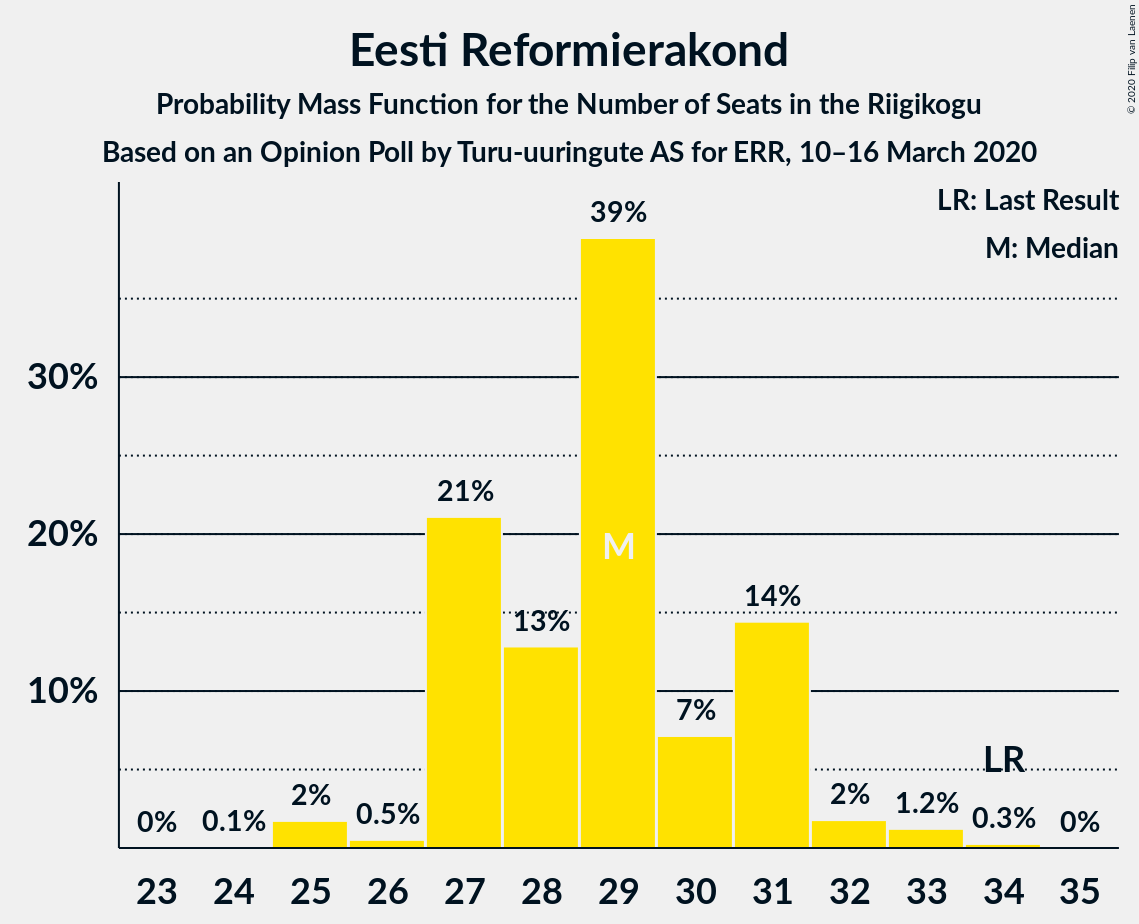 Eesti Reformierakond
Probability Mass Function for the Number of Seats in the Riigikogu
Based on an Opinion Poll by Turu-uuringute AS for ERR, 10–16 March 2020
© 2020 Filip van Laenen
LR: Last Result
M: Median
30%
20%
10%
0%
0.1%
2%
0.5%
21%
13%
39%
M
7%
14%
2%
1.2%
LR
0.3%
0%
23 24 25 26 27 28 29 30 31 32 33 34 35